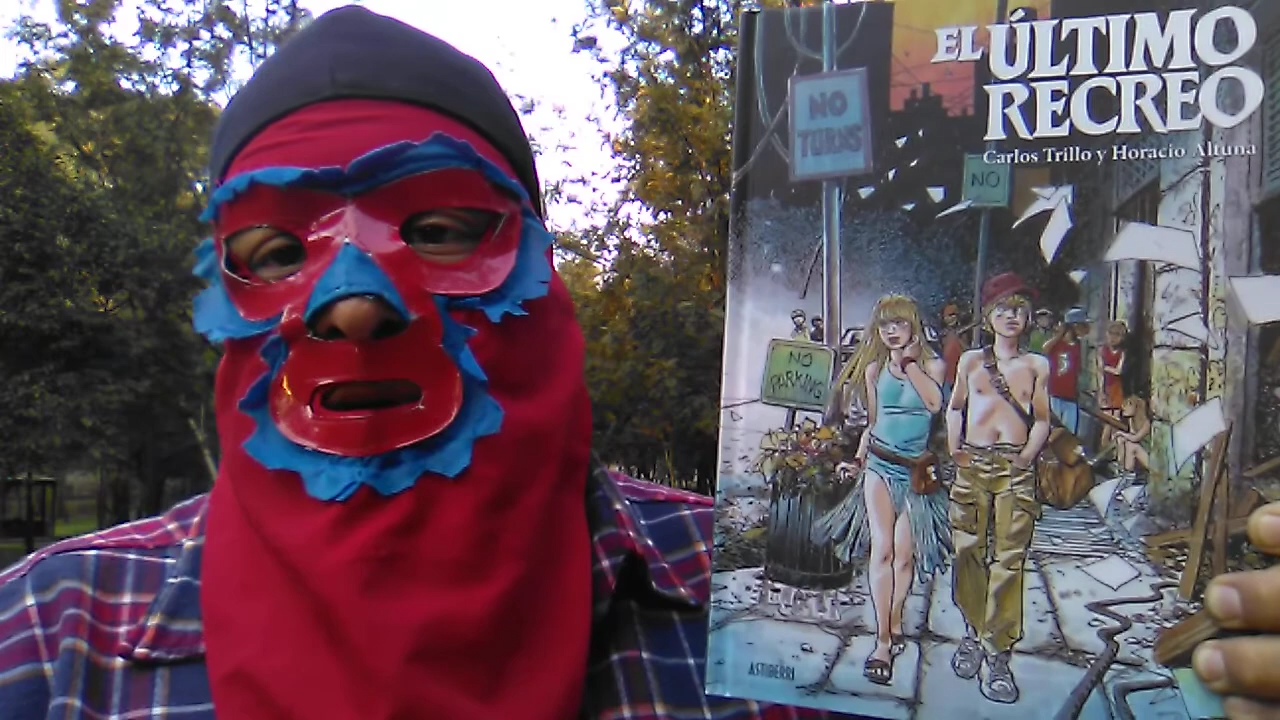 EL ÚLTIMO
RECREO
Carlos Trillo y Horacio Altuna
NO
TURNS
NO
NO
PARKING
ASTIBERRI